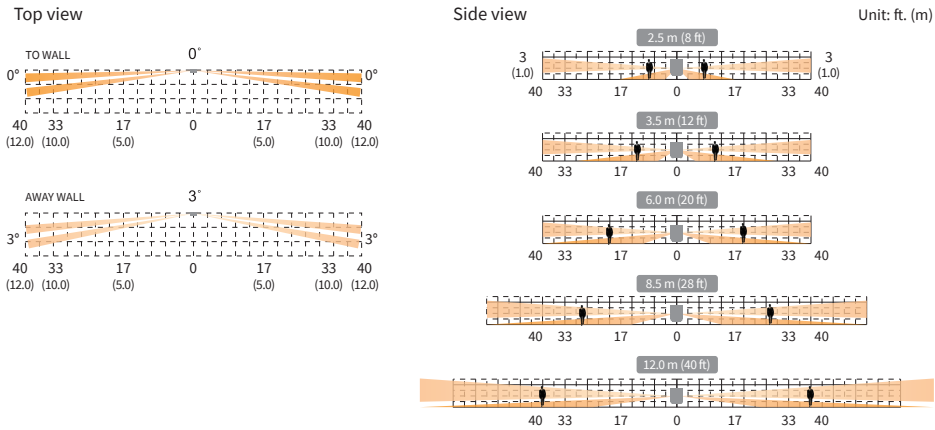 Top view
TO WALL
0°
0° 0°
40 33 17 0 17 33 40
(12.0) (10.0) (5.0) (5.0) (10.0) (12.0)
AWAY WALL
3°
3° 3°
40 33 17 0 17 33 40
(12.0) (10.0) (5.0) (5.0) (10.0) (12.0)
Side view
Unit: ft. (m)
2.5 m (8 ft)
3 3
(1.0) (1.0)
40 33 17 0 17 33 40
3.5 m (12 ft)
40 33 17 0 17 33 40
6.0 m (20 ft)
40 33 17 0 17 33 40
8.5 m (28 ft)
40 33 17 0 17 33 40
12.0 m (40 ft)
40 33 17 0 17 33 40